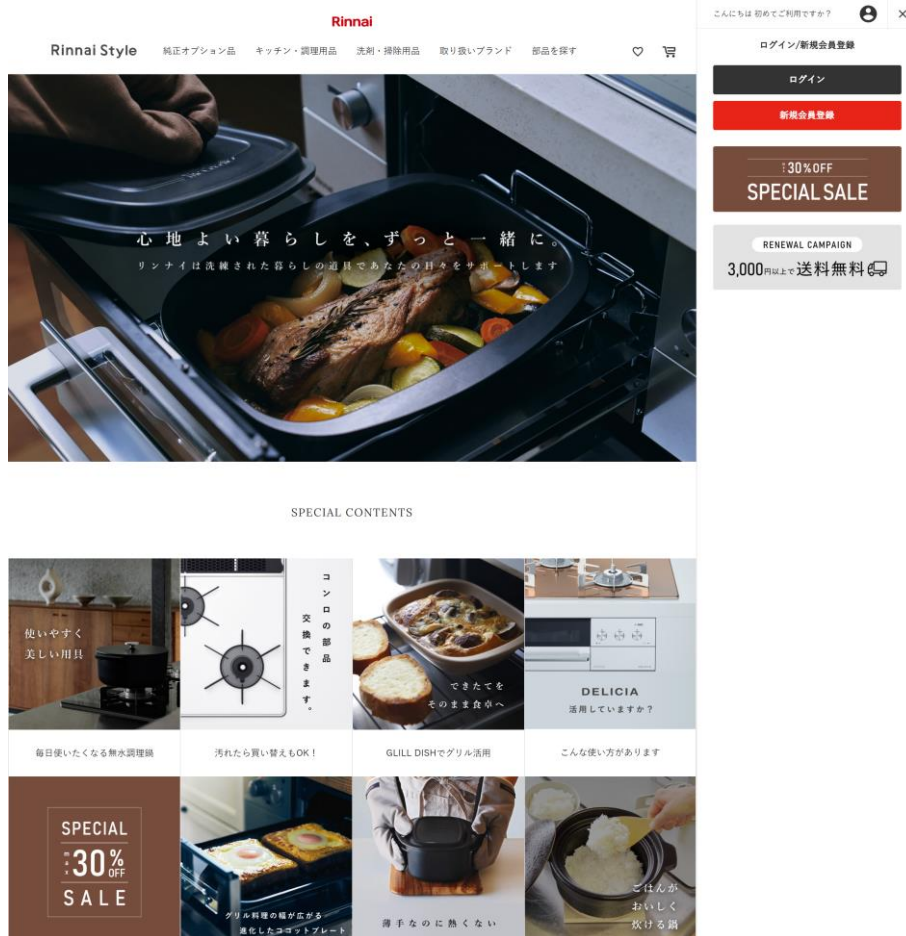 Rinnai
Rinnai Style
純正オプション品
キッチン・調理用品
洗剤・掃除用品
取り扱いブランド
部品を探す
こんにちは 初めてご利用ですか？
ログイン/新規会員登録
ログイン
新規会員登録
max 30%OFF
SPECIAL SALE
RENEWAL CAMPAIGN
3,000円以上で送料無料
心地よい暮らしを、ずっと一緒に。
リンナイは洗練された暮らしの道具であなたの日々をサポートします
SPECIAL CONTENTS
使いやすく
美しい用具
毎日使いたくなる無水調理鍋
コンロの部品
交換できます。
汚れたら買い替えもOK！
できたてを
そのまま食卓へ
GLILL DISHでグリル活用
DELICIA
活用していますか？
こんな使い方があります
SPECIAL
max 30%OFF
SALE
グリル料理の幅が広がる
進化したココットプレート
薄手なのに熱くない
ごはんが
おいしく
炊ける鍋